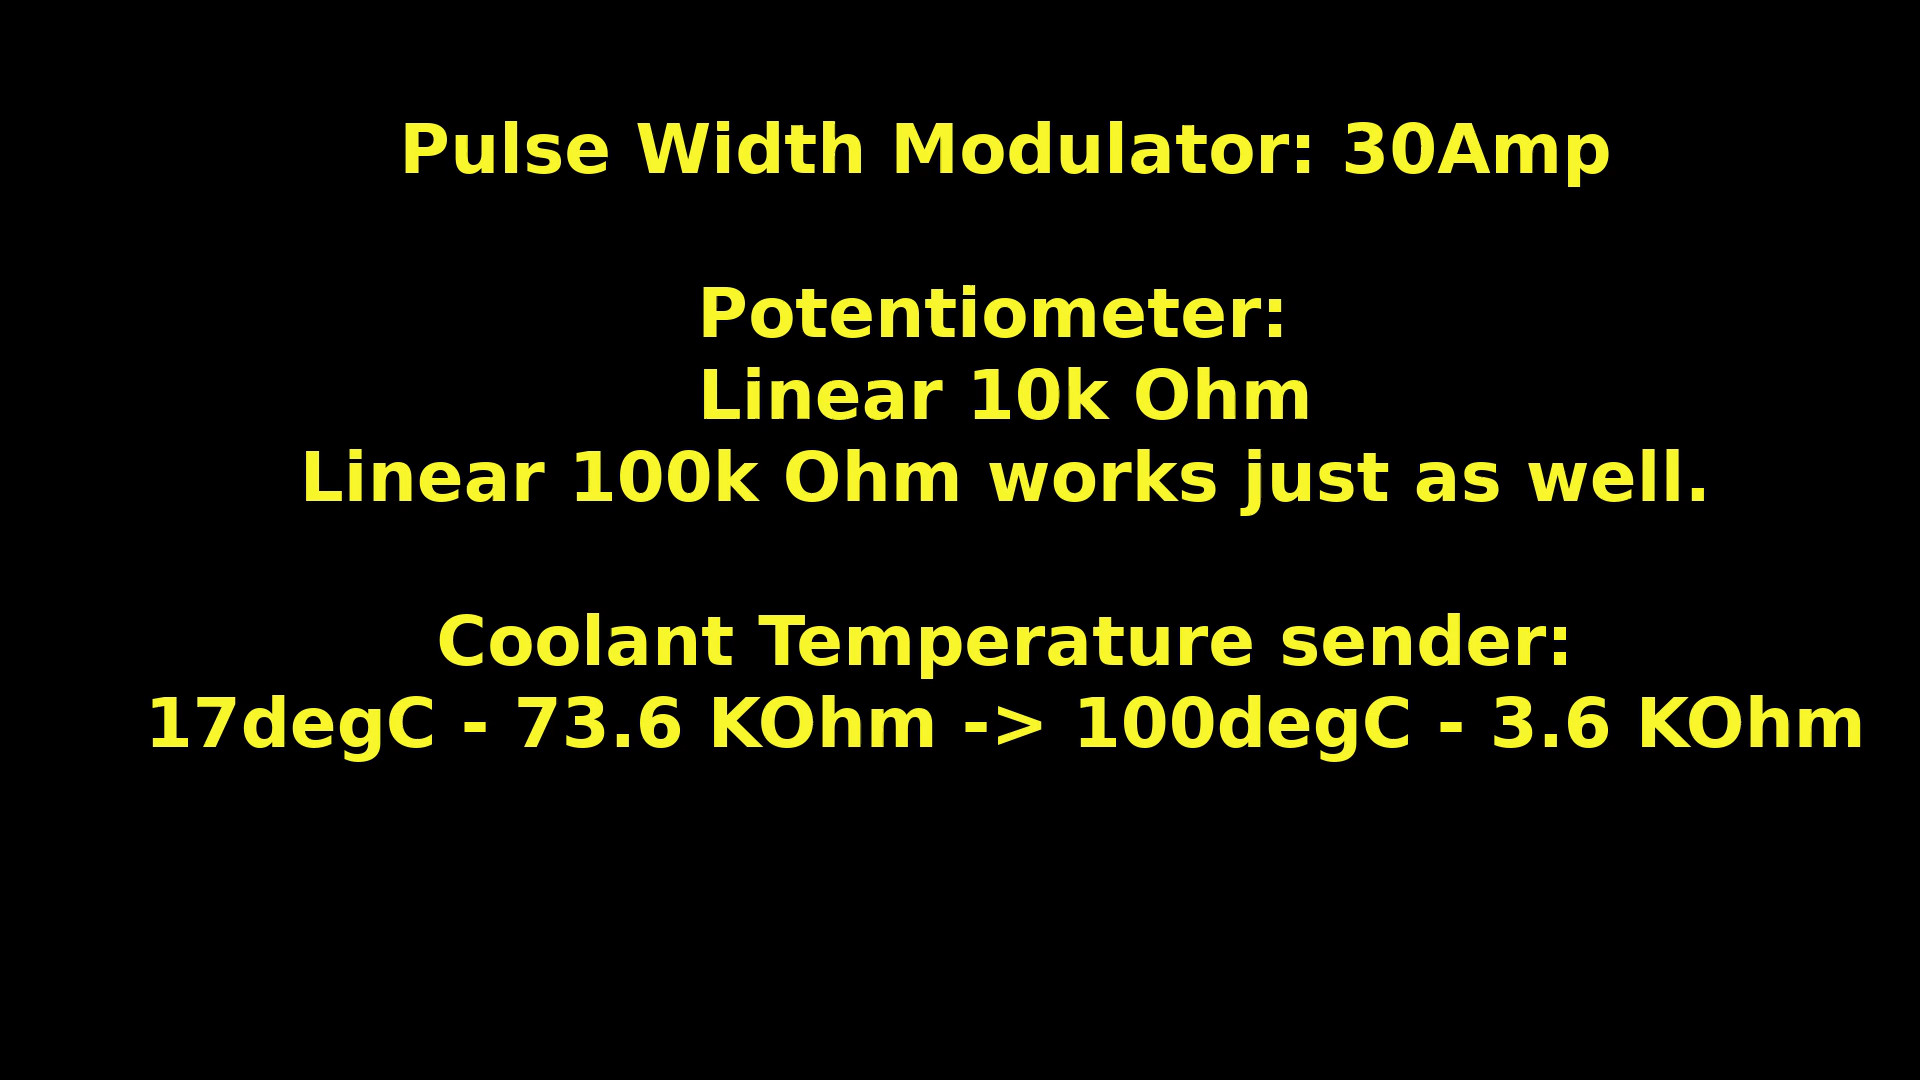 Pulse Width Modulator: 30Amp
Potentiometer:
Linear 10k Ohm
Linear 100k Ohm works just as well.
Coolant Temperature sender:
17degC - 73.6 KOhm -> 100degC - 3.6 KOhm